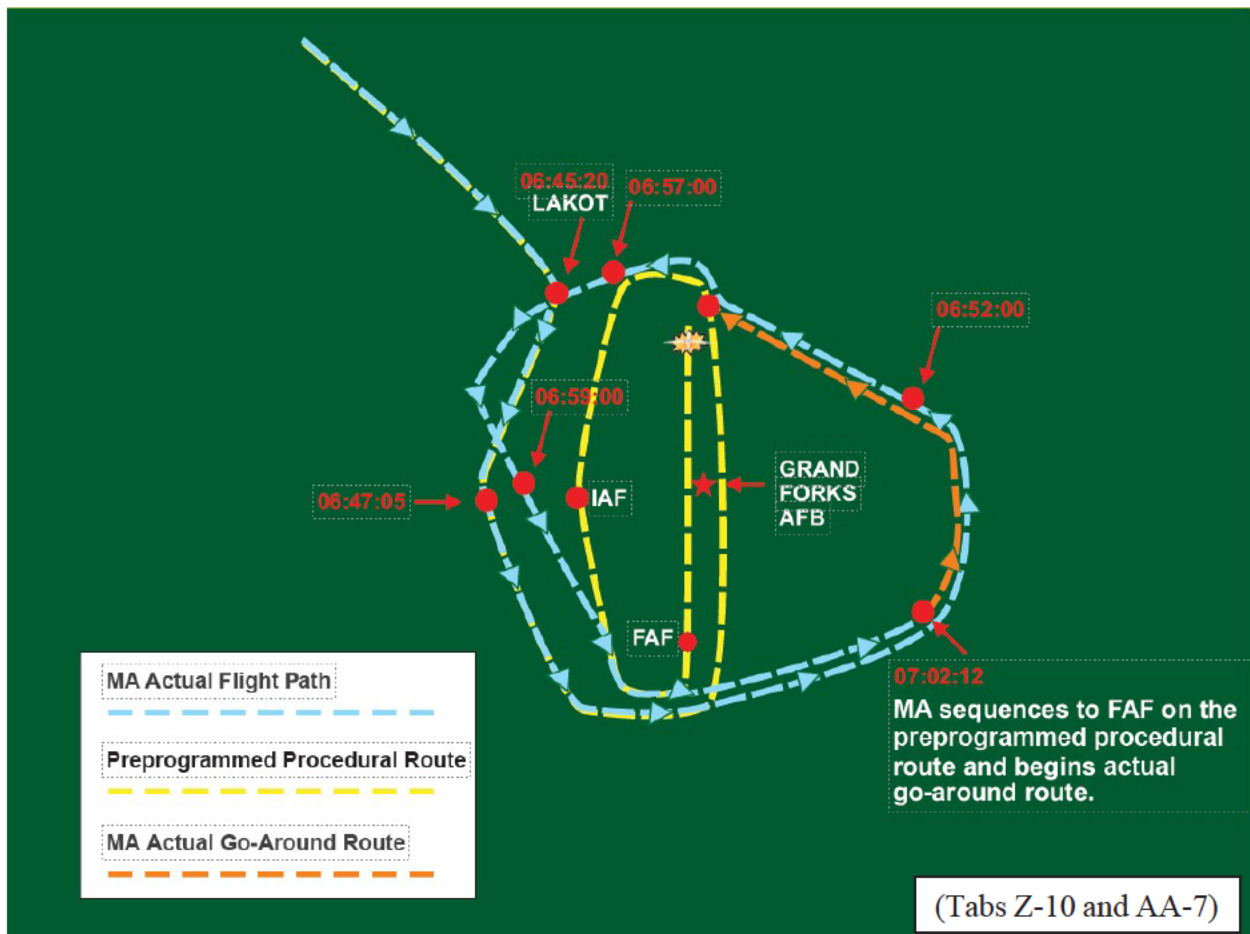 06:45:20
LAKOT
06:57:00
06:52:00
06:59:00
06:47:05
IAF
GRAND
FORKS
AFB
FAF
07:02:12
MA sequences to FAF on the
preprogrammed procedural
route and begins actual
go-around route.
MA Actual Flight Path
Preprogrammed Procedural Route
MA Actual Go-Around Route
(Tabs Z-10 and AA-7)